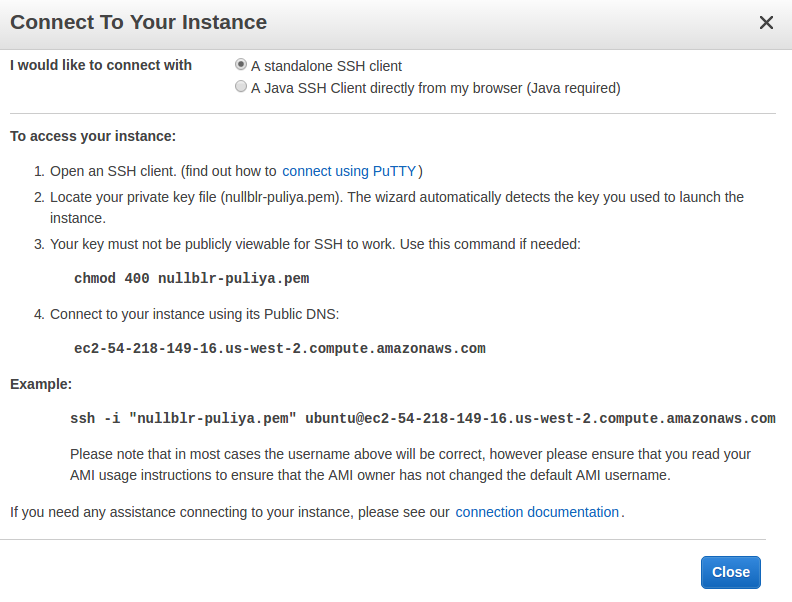 Connect To Your Instance
I would like to connect with
A standalone SSH client
A Java SSH Client directly from my browser (Java required)
To access your instance:
1. Open an SSH client. (find out how to connect using PuTTY)
2. Locate your private key file (nullblr-puliya.pem). The wizard automatically detects the key you used to launch the
instance.
3. Your key must not be publicly viewable for SSH to work. Use this command if needed:
chmod 400 nullblr-puliya.pem
4. Connect to your instance using its Public DNS:
ec2-54-218-149-16.us-west-2.compute.amazonaws.com
Example:
ssh -i "nullblr-puliya.pem" ubuntu@ec2-54-218-149-16.us-west-2.compute.amazonaws.com
Please note that in most cases the username above will be correct, however please ensure that you read your
AMI usage instructions to ensure that the AMI owner has not changed the default AMI username.
If you need any assistance connecting to your instance, please see our connection documentation.
Close